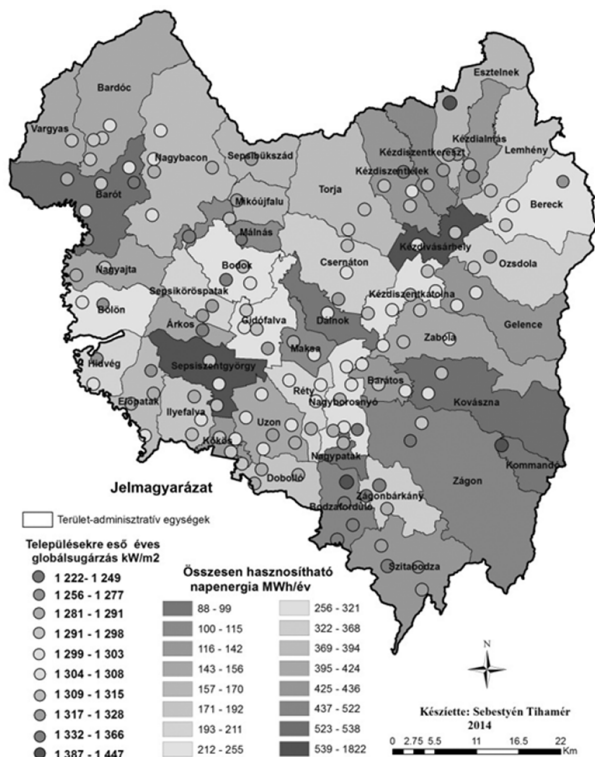 Esztelnek
Bardóc
Vargyas
Kézdialmás
Kézdiszentkereszt
Lemhény
Nagybacon
Sepsibükszád
Kézdiszentlélek
Torja
Barót
Mikóújfalu
Bereck
Málnás
Kézdivásárhely
Nagyajta
Bodok
Csernáton
Ozsdola
Sepsikőröspatak
Kézdiszentkatolna
Bölön
Gidófalva
Dálnok
Gelence
Árkos
Zabola
Maksa
Hídvég
Sepsiszentgyörgy
Réty
Barátos
Kovászna
Előpatak
Nagyborosnyó
Ilyefalva
Uzon
Kökös
Nagypatak
Kommandó
Dobolló
Zágon
Zágonbárkány
Bodzaforduló
Szitabodza
Jelmagyarázat
Terület-adminisztratív egységek
Településekre eső éves
globálsugárzás kW/m2
1 222- 1 249
1 256 - 1 277
1 281 - 1 291
1 291 - 1 298
1 299 - 1 303
1 304 - 1 308
1 309 - 1 315
1 317 - 1 328
1 332 - 1 366
1 387 - 1 447
Összesen hasznosítható
napenergia MWh/év
88 - 99
100 - 115
116 - 142
143 - 156
157 - 170
171 - 192
193 - 211
212 - 255
256 - 321
322 - 368
369 - 394
395 - 424
425 - 436
437 - 522
523 - 538
539 - 1822
N
Készíette: Sebestyén Tihamér
2014
0 2.75 5.5 11 16.5 22
Km